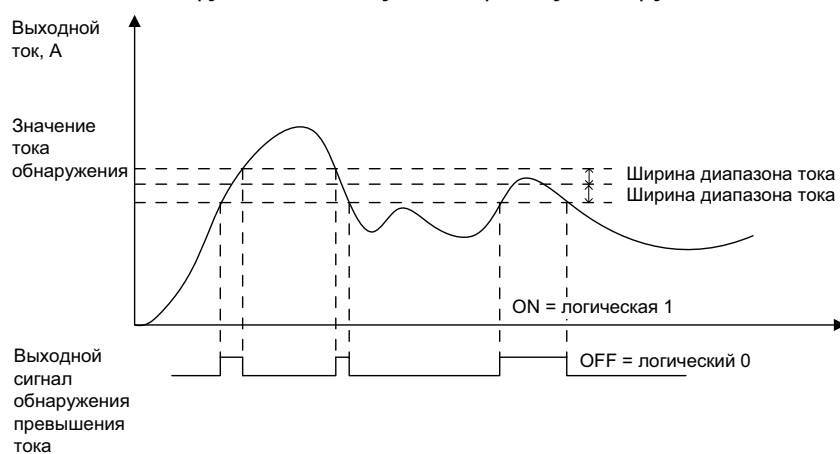 Выходной
ток, А
Значение
тока
обнаружения
Ширина диапазона тока
Ширина диапазона тока
ON = логическая 1
Выходной
сигнал
обнаружения
превышения
тока
OFF = логический 0